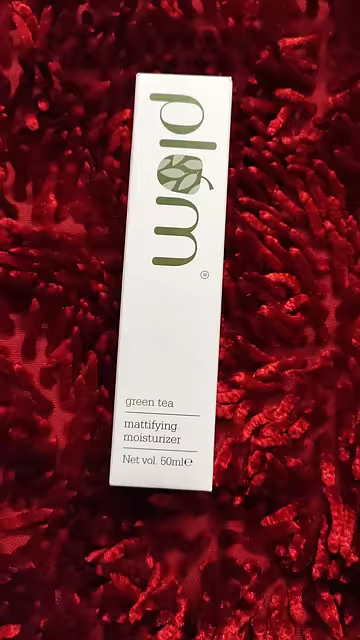 plum
green tea
mattifying
moisturizer
Net vol. 50ml℮